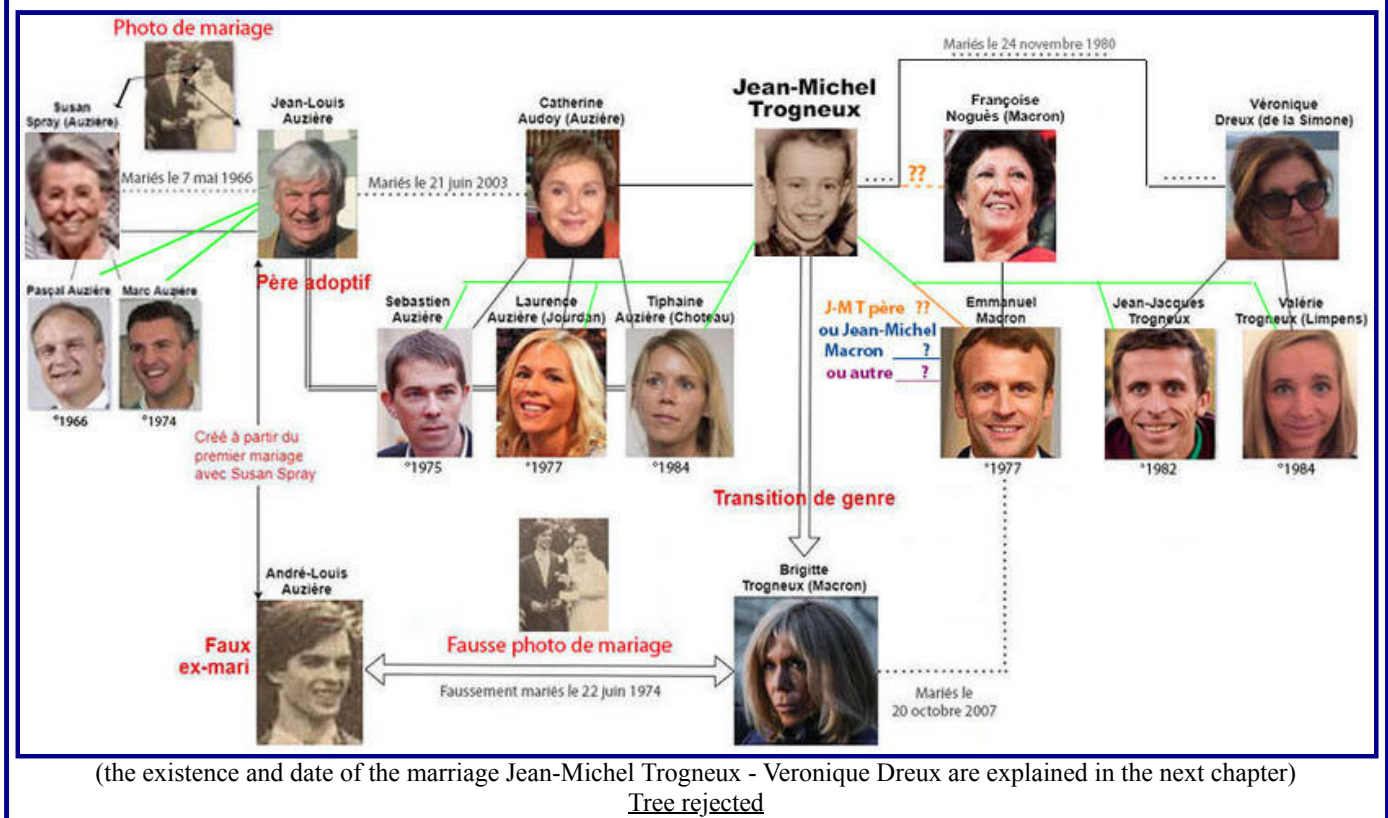 Photo de mariage
Mariés le 24 novembre 1980
Susan
Spray (Auzière)
Jean-Louis
Auzière
Catherine
Audoy (Auzière)
Jean-Michel
Trogneux
Françoise
Noguès (Macron)
Véronique
Dreux (de la Simone)
Mariés le 7 mai 1966
Mariés le 21 juin 2003
??
Père adoptif
Pascal Auzière
Marc Auzière
Sebastien
Auzière
Laurence
Auzière (Jourdan)
Tiphaine
Auzière (Choteau)
J-M T père ??
ou Jean-Michel
Macron ?
ou autre ?
Emmanuel
Macron
Jean-Jacques
Trogneux
Valérie
Trogneux (Limpens)
°1966
°1974
°1975
°1977
°1984
°1977
°1982
°1984
Créé à partir du
premier mariage
avec Susan Spray
Transition de genre
André-Louis
Auzière
Brigitte
Trogneux (Macron)
Faux
ex-mari
Fausse photo de mariage
Faussement mariés le 22 juin 1974
Mariés le
20 octobre 2007
(the existence and date of the marriage Jean-Michel Trogneux - Veronique Dreux are explained in the next chapter)
Tree rejected